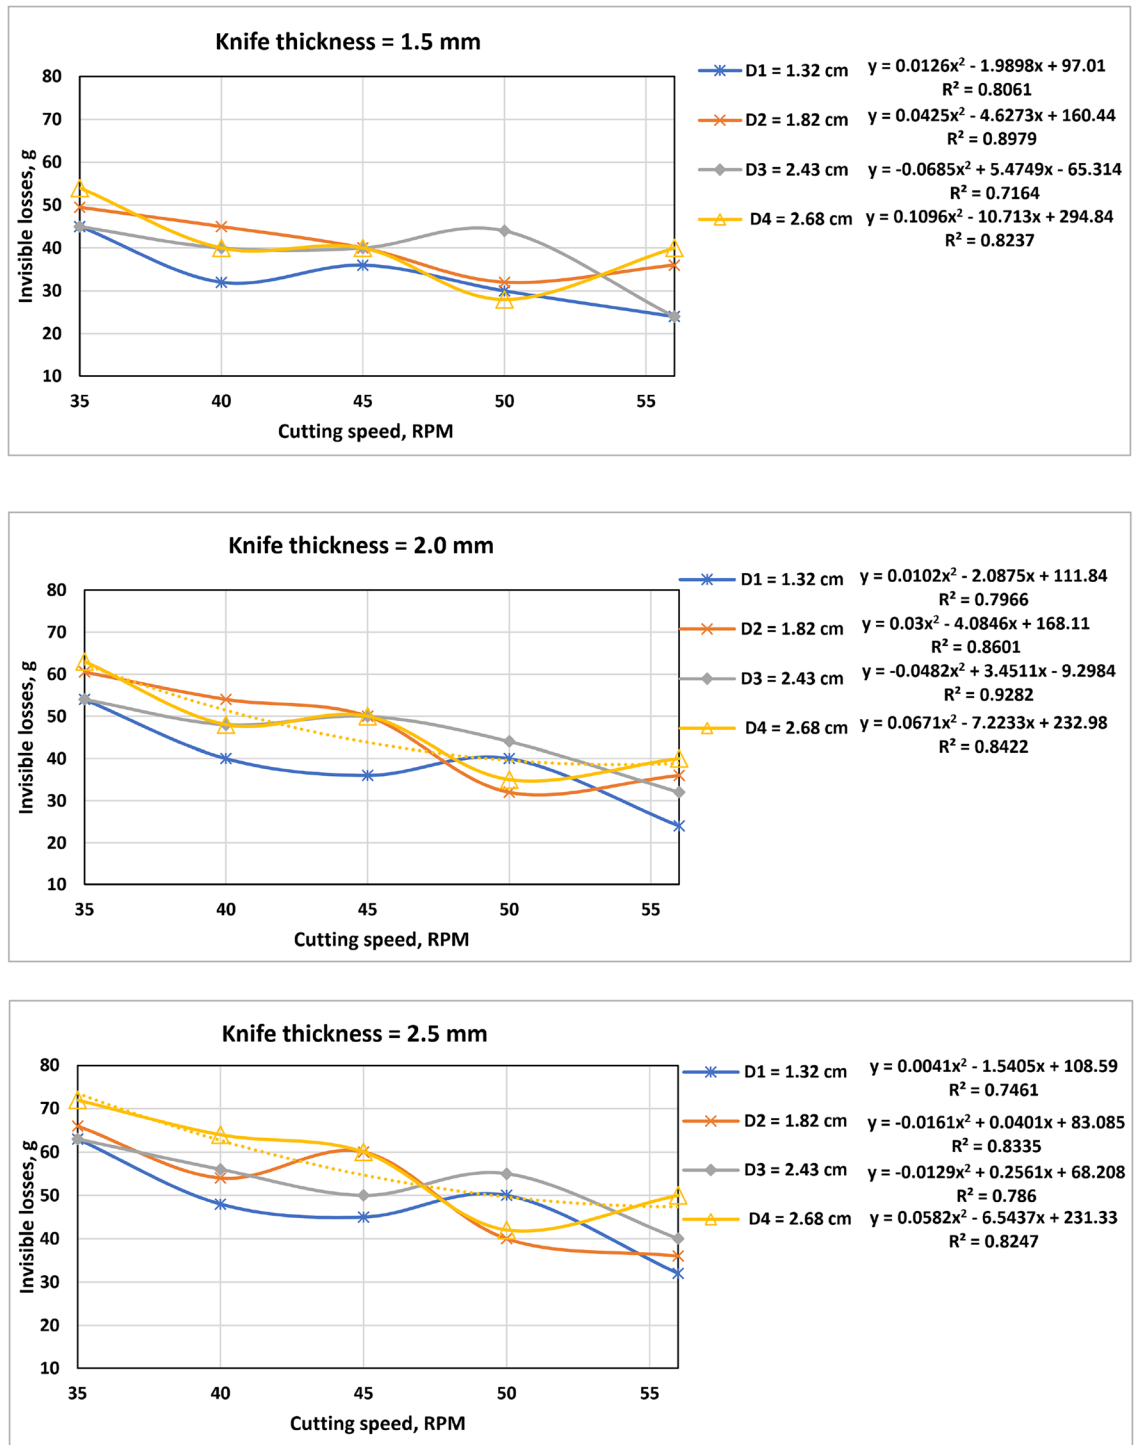 Knife thickness = 1.5 mm
D1 = 1.32 cm y = 0.0126x² - 1.9898x + 97.01
R² = 0.8061
D2 = 1.82 cm y = 0.0425x² - 4.6273x + 160.44
R² = 0.8979
D3 = 2.43 cm y = -0.0685x² + 5.4749x - 65.314
R² = 0.7164
D4 = 2.68 cm y = 0.1096x² - 10.713x + 294.84
R² = 0.8237
Invisible losses, g
80
70
60
50
40
30
20
10
35 40 45 50 55
Cutting speed, RPM
Knife thickness = 2.0 mm
D1 = 1.32 cm y = 0.0102x² - 2.0875x + 111.84
R² = 0.7966
D2 = 1.82 cm y = 0.03x² - 4.0846x + 168.11
R² = 0.8601
D3 = 2.43 cm y = -0.0482x² + 3.4511x - 9.2984
R² = 0.9282
D4 = 2.68 cm y = 0.0671x² - 7.2233x + 232.98
R² = 0.8422
Invisible losses, g
80
70
60
50
40
30
20
10
35 40 45 50 55
Cutting speed, RPM
Knife thickness = 2.5 mm
D1 = 1.32 cm y = 0.0041x² - 1.5405x + 108.59
R² = 0.7461
D2 = 1.82 cm y = -0.0161x² + 0.0401x + 83.085
R² = 0.8335
D3 = 2.43 cm y = -0.0129x² + 0.2561x + 68.208
R² = 0.786
D4 = 2.68 cm y = 0.0582x² - 6.5437x + 231.33
R² = 0.8247
Invisible losses, g
80
70
60
50
40
30
20
10
35 40 45 50 55
Cutting speed, RPM